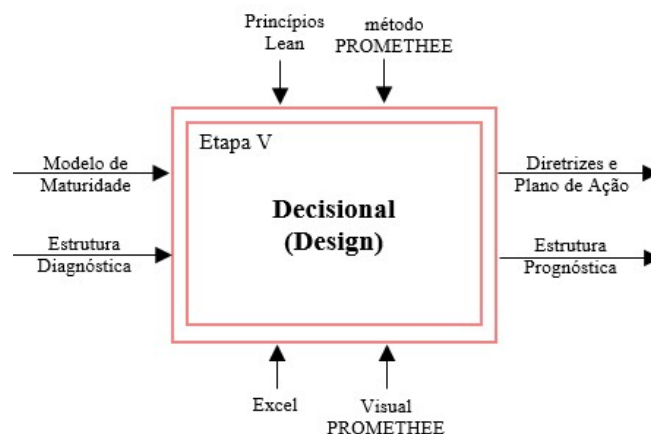 Princípios
Lean
método
PROMETHEE
Etapa V
Modelo de
Maturidade
Decisional
(Design)
Diretrizes e
Plano de Ação
Estrutura
Diagnóstica
Estrutura
Prognóstica
Excel
Visual
PROMETHEE